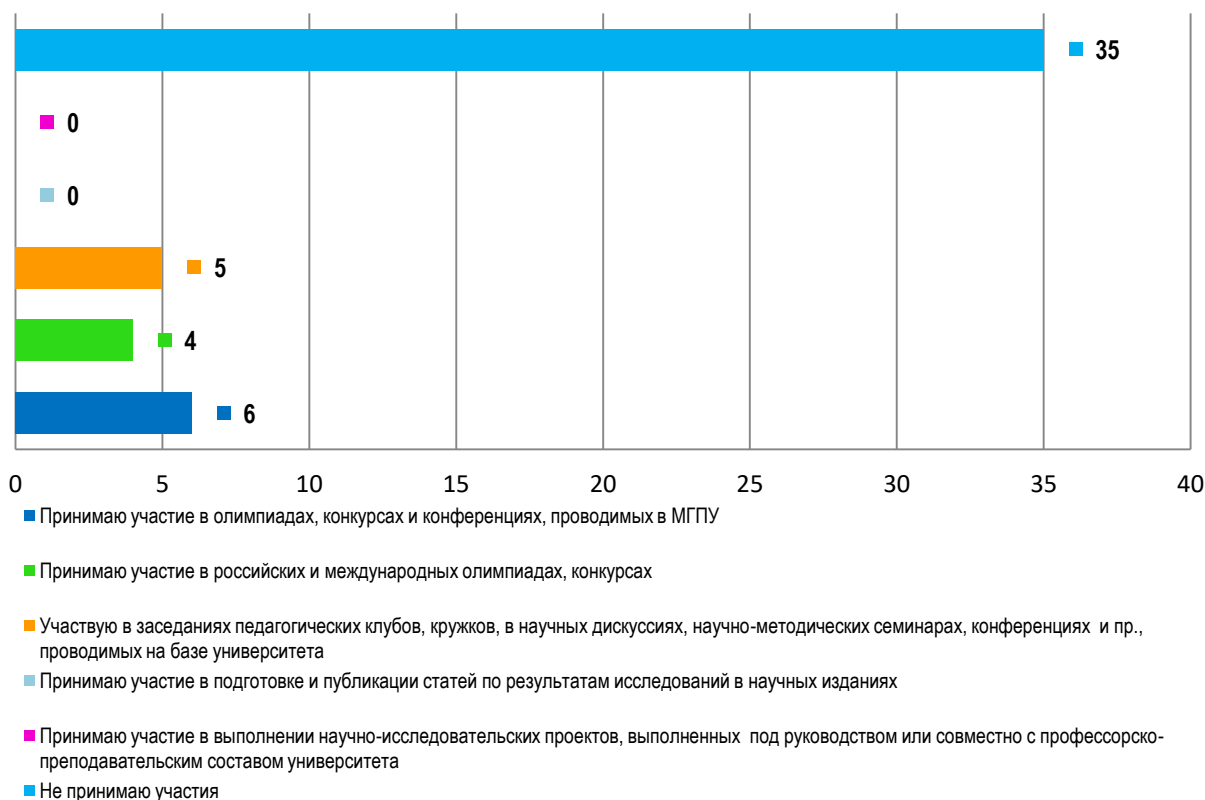 35
0
0
5
4
6
0 5 10 15 20 25 30 35 40
Принимаю участие в олимпиадах, конкурсах и конференциях, проводимых в МГПУ
Принимаю участие в российских и международных олимпиадах, конкурсах
Участвую в заседаниях педагогических клубов, кружков, в научных дискуссиях, научно-методических семинарах, конференциях и пр.,
проводимых на базе университета
Принимаю участие в подготовке и публикации статей по результатам исследований в научных изданиях
Принимаю участие в выполнении научно-исследовательских проектов, выполненных под руководством или совместно с профессорско-
преподавательским составом университета
Не принимаю участия